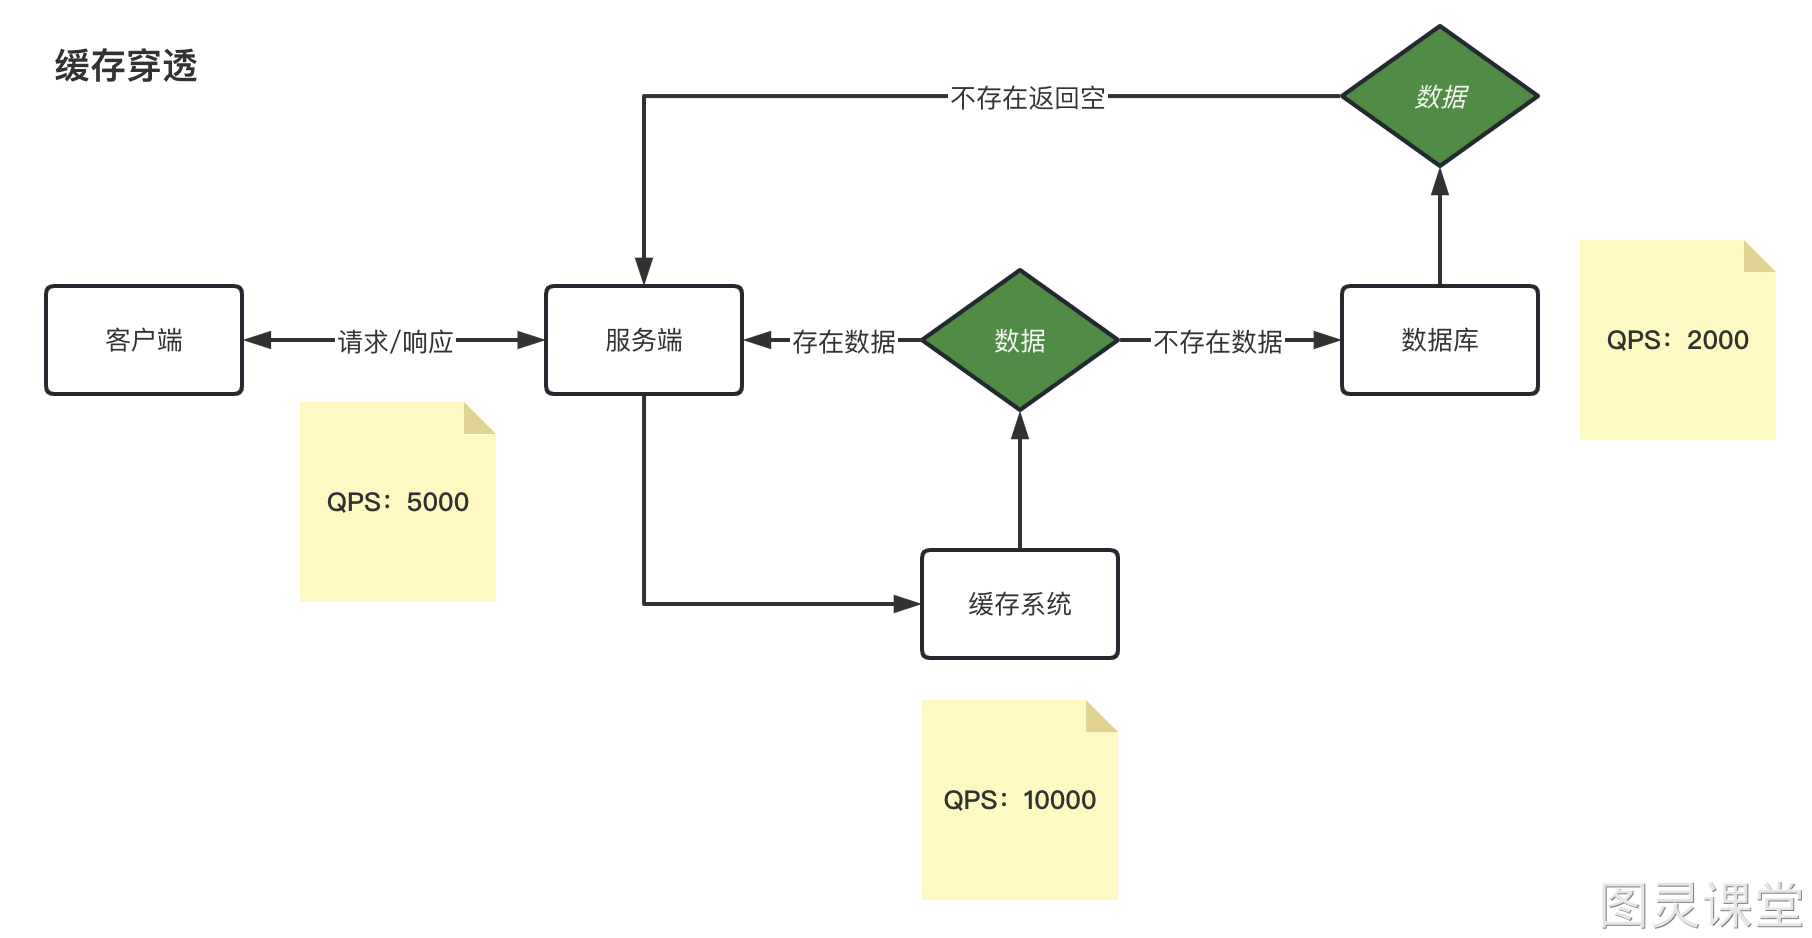 缓存穿透
不存在返回空
数据
客户端
请求/响应
服务端
存在数据
数据
不存在数据
数据库
QPS：2000
QPS：5000
缓存系统
QPS：10000
图灵课堂